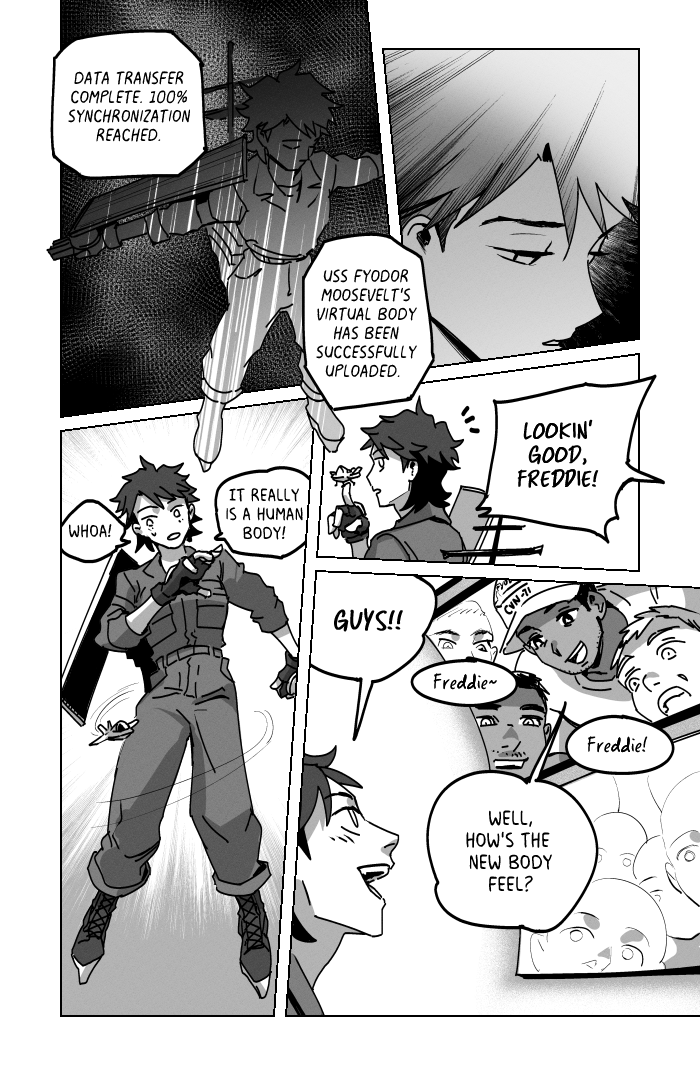 DATA TRANSFER
COMPLETE. 100%
SYNCHRONIZATION
REACHED.
USS FYODOR
MOOSEVELT'S
VIRTUAL BODY
HAS BEEN
SUCCESSFULLY
UPLOADED.
WHOA!
IT REALLY
IS A HUMAN
BODY!
LOOKIN'
GOOD,
FREDDIE!
GUYS!!
CVN-71
Freddie~
Freddie!
WELL,
HOW'S THE
NEW BODY
FEEL?